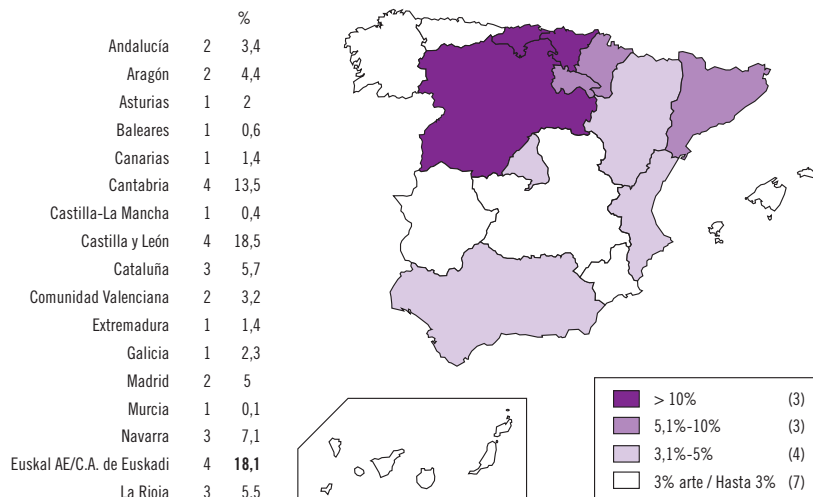 %
Andalucía 2 3,4
Aragón 2 4,4
Asturias 1 2
Baleares 1 0,6
Canarias 1 1,4
Cantabria 4 13,5
Castilla-La Mancha 1 0,4
Castilla y León 4 18,5
Cataluña 3 5,7
Comunidad Valenciana 2 3,2
Extremadura 1 1,4
Galicia 1 2,3
Madrid 2 5
Murcia 1 0,1
Navarra 3 7,1
Euskal AE/C.A. de Euskadi 4 18,1
La Rioja 3 5,5
> 10% (3)
5,1%-10% (3)
3,1%-5% (4)
3% arte / Hasta 3% (7)